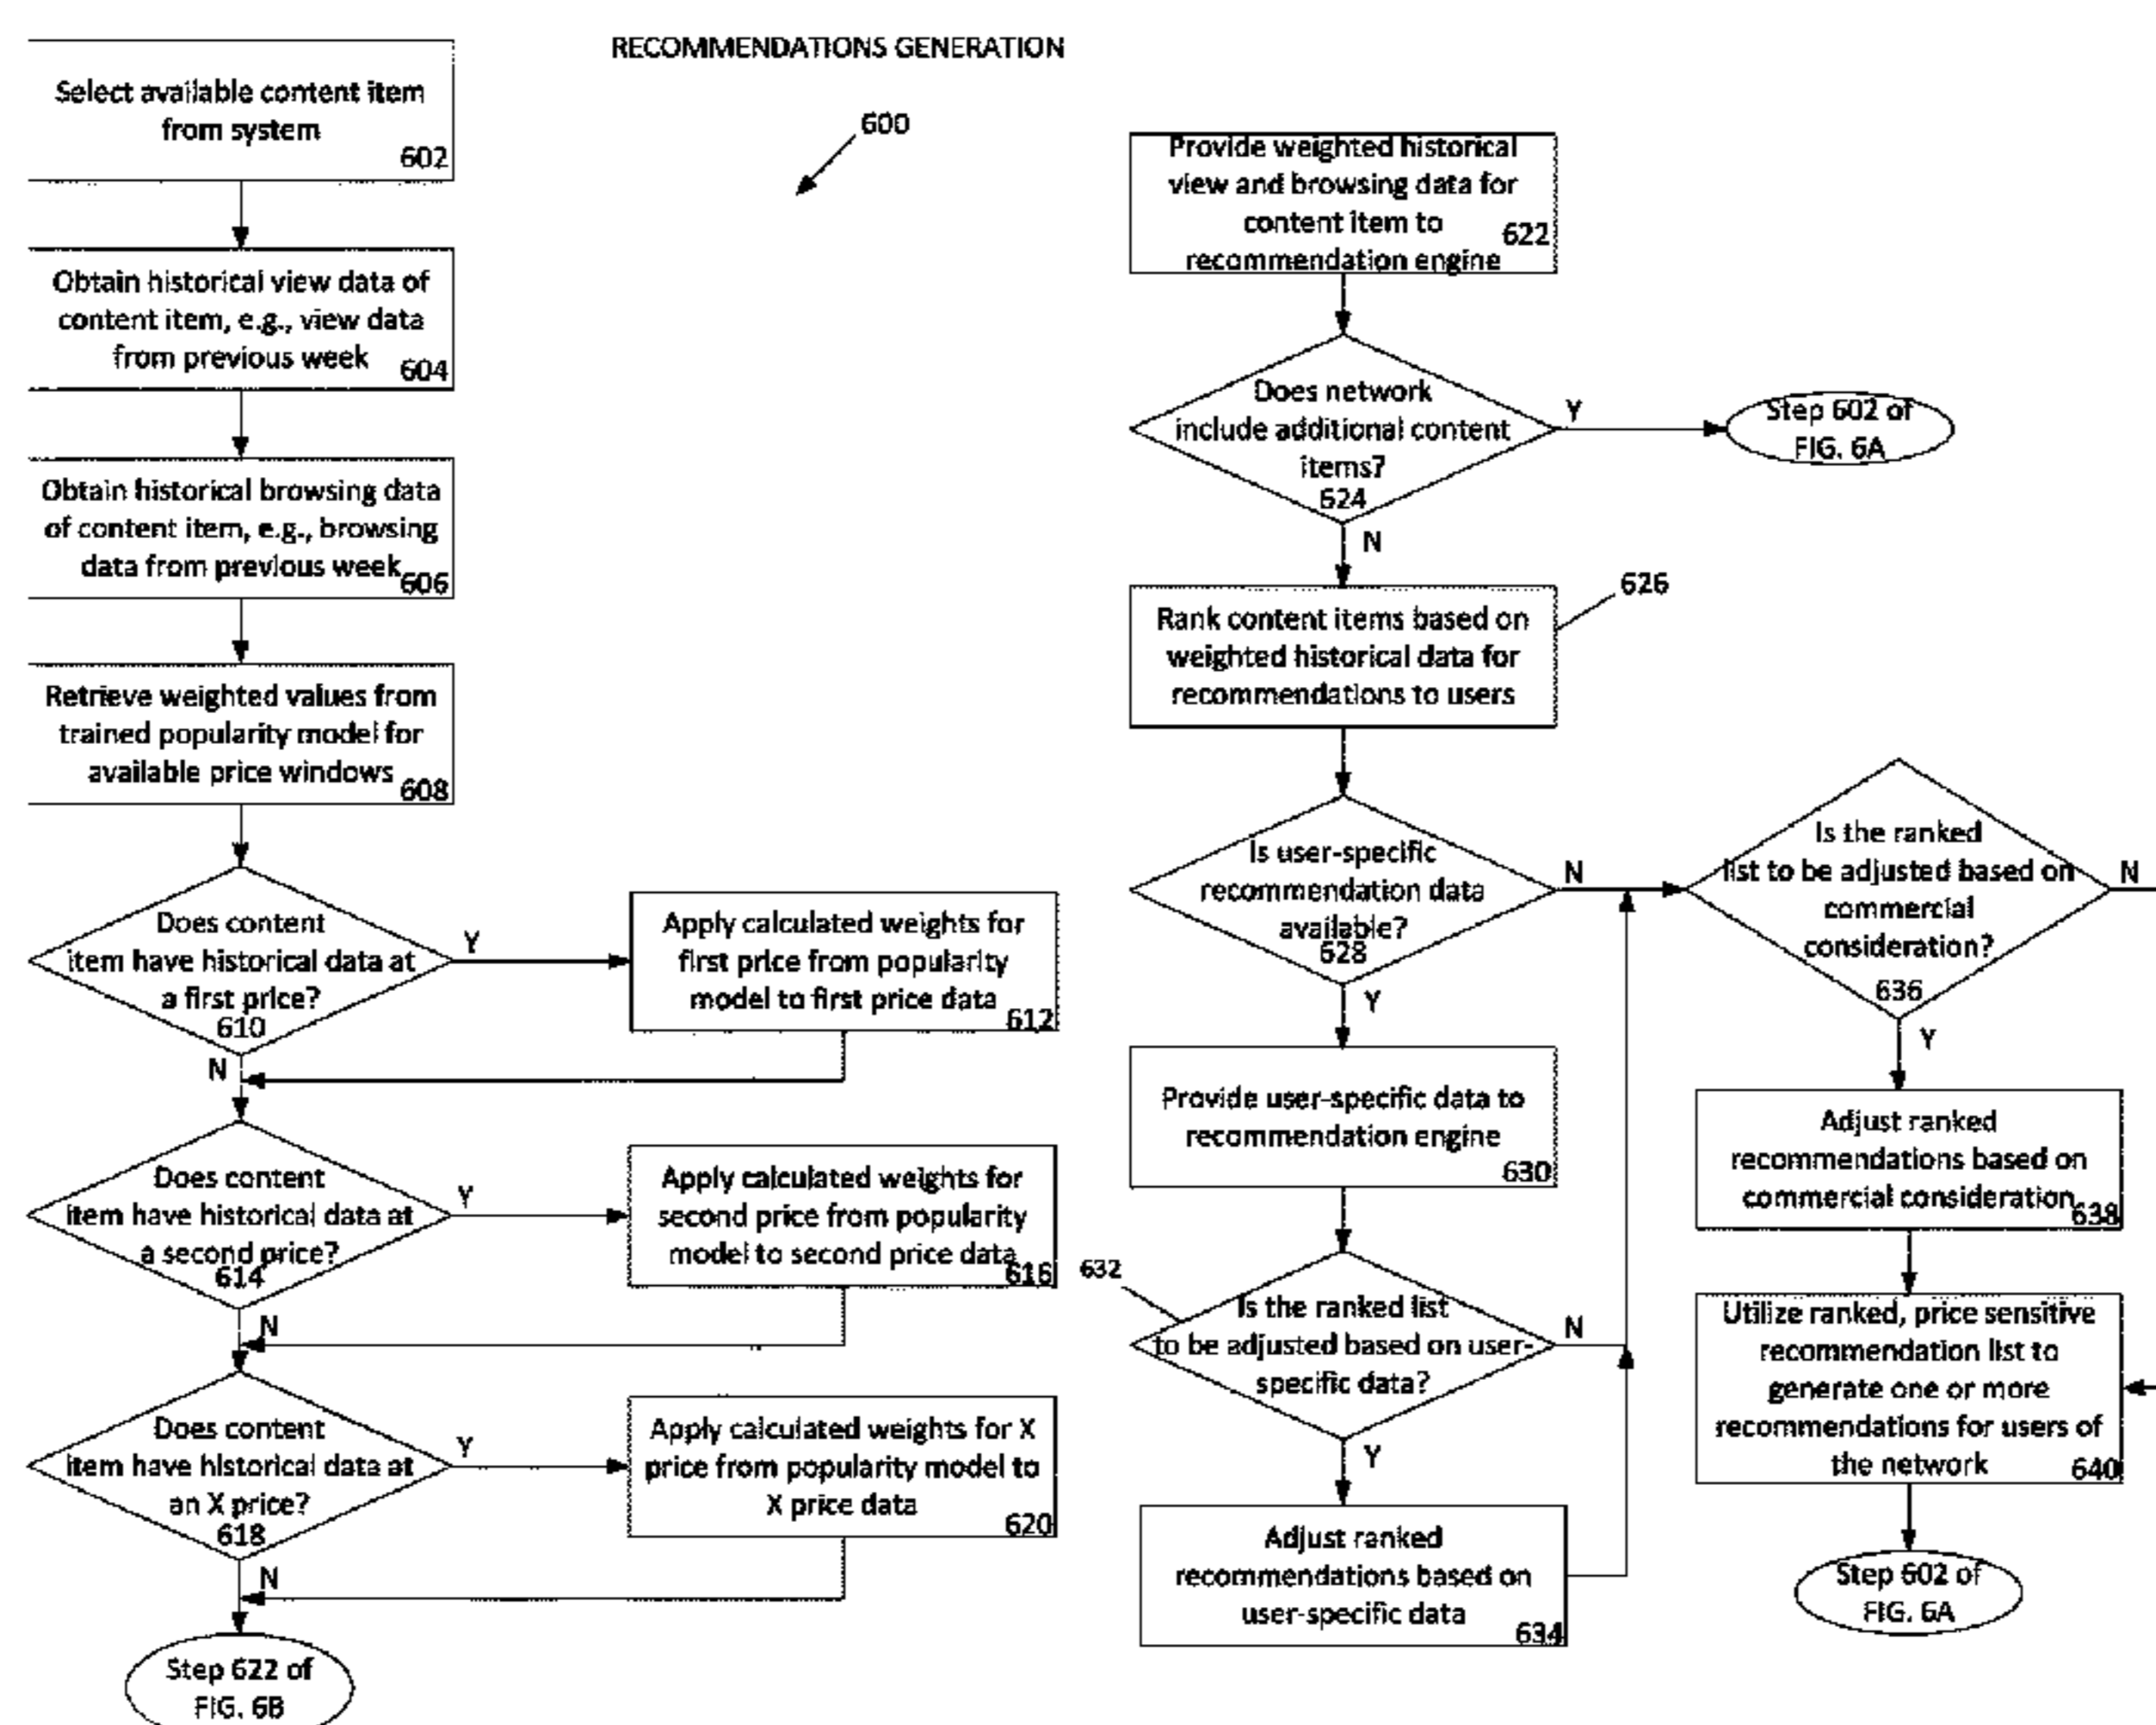 RECOMMENDATIONS GENERATION
600
Select available content item
from system
602
Obtain historical view data of
content item, e.g., view data
from previous week
604
Obtain historical browsing data
of content item, e.g., browsing
data from previous week
606
Retrieve weighted values from
trained popularity model for
available price windows
608
Does content
item have historical data at
a first price?
610
Y
N
Apply calculated weights for
first price from popularity
model to first price data
612
Does content
item have historical data at
a second price?
614
Y
N
Apply calculated weights for
second price from popularity
model to second price data
616
Does content
item have historical data at
an X price?
618
Y
N
Apply calculated weights for X
price from popularity model to
X price data
620
Step 622 of
FIG. 6B
Provide weighted historical
view and browsing data for
content item to
recommendation engine
622
Does network
include additional content
items?
624
Y
N
Step 602 of
FIG. 6A
Rank content items based on
weighted historical data for
recommendations to users
626
Is user-specific
recommendation data
available?
628
N
Y
Provide user-specific data to
recommendation engine
630
632
Is the ranked list
to be adjusted based on user-
specific data?
N
Y
Adjust ranked
recommendations based on
user-specific data
634
Is the ranked
list to be adjusted based on
commercial
consideration?
636
N
Y
Adjust ranked
recommendations based on
commercial consideration
638
Utilize ranked, price sensitive
recommendation list to
generate one or more
recommendations for users of
the network
640
Step 602 of
FIG. 6A